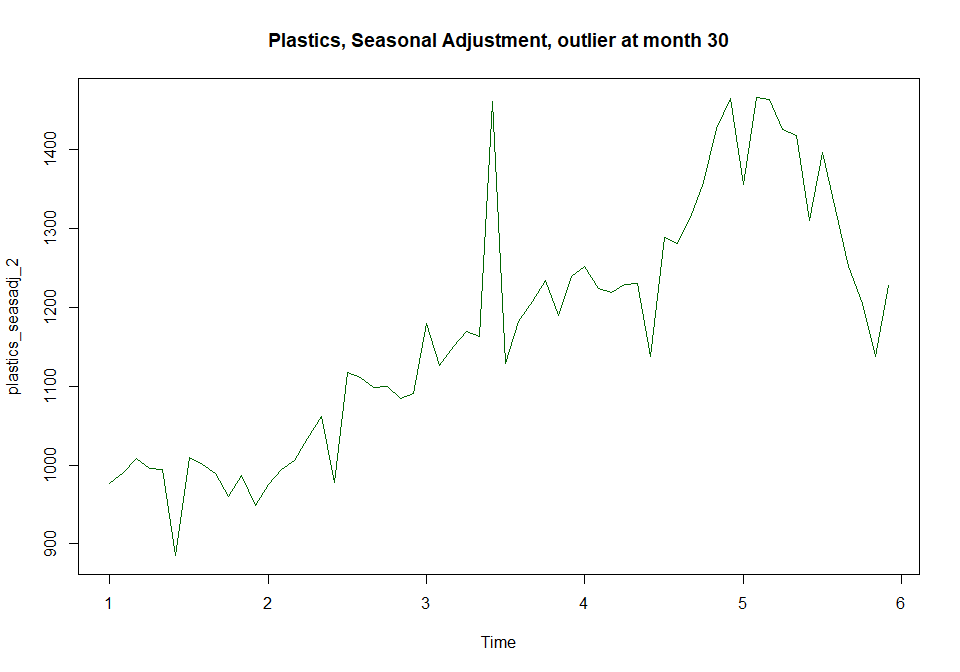 Plastics, Seasonal Adjustment, outlier at month 30
plastics_seasadj_2
1400
1300
1200
1100
1000
900
1 2 3 4 5 6
Time